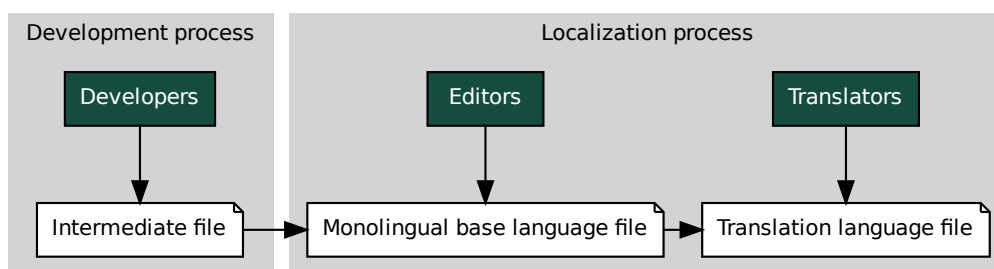 Development process
Localization process
Developers
Editors
Translators
Intermediate file
Monolingual base language file
Translation language file